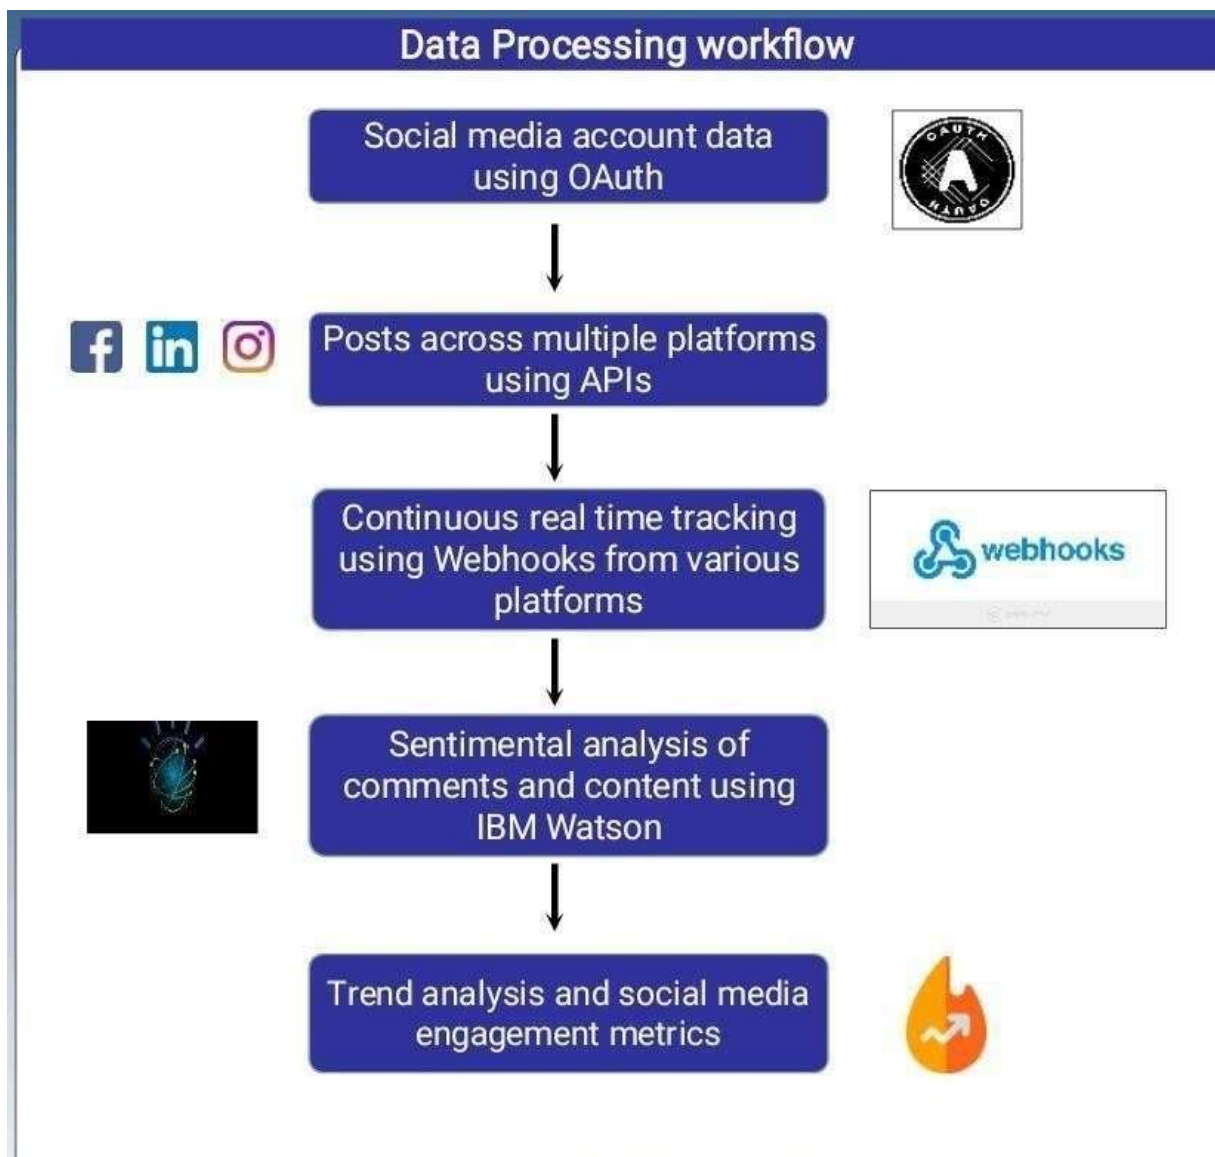 Data Processing workflow
Social media account data
using OAuth
OAUTH
A
OAUTH
Posts across multiple platforms
using APIs
f
in
Continuous real time tracking
using Webhooks from various
platforms
webhooks
Sentimental analysis of
comments and content using
IBM Watson
Trend analysis and social media
engagement metrics